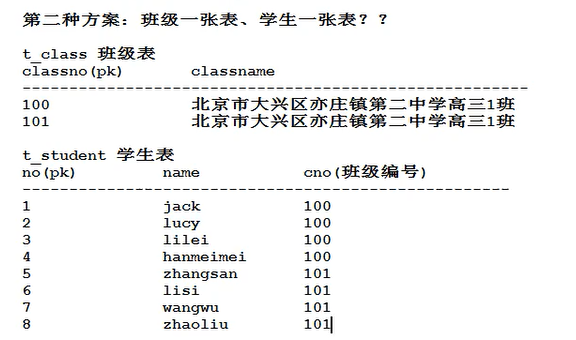 第二种方案：班级一张表、学生一张表？？
t_class 班级表
classno(pk) classname
----------------------------------------------------
100 北京市大兴区亦庄镇第二中学高三1班
101 北京市大兴区亦庄镇第二中学高三1班
t_student 学生表
no(pk) name cno(班级编号)
--------------------------------------------------
1 jack 100
2 lucy 100
3 lilei 100
4 hanmeimei 100
5 zhangsan 101
6 lisi 101
7 wangwu 101
8 zhaoliu 101